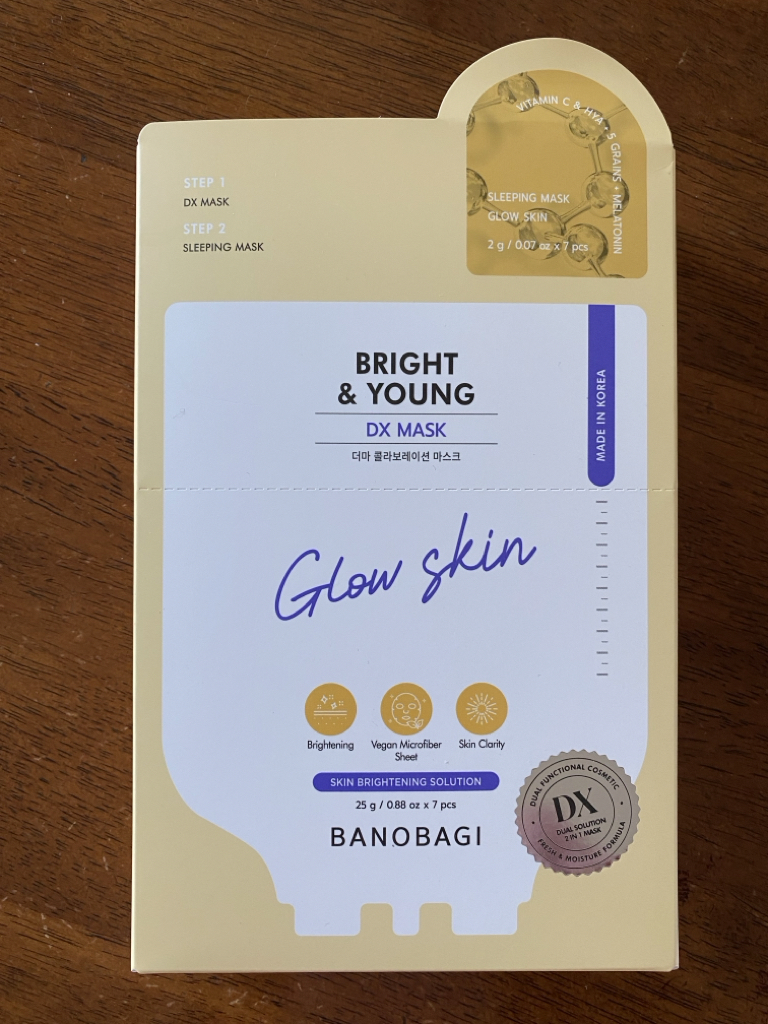 VITAMIN C & HYA • 5 GRAINS • MELATONIN
SLEEPING MASK
GLOW SKIN
2 g / 0.07 oz x 7 pcs
STEP 1
DX MASK
STEP 2
SLEEPING MASK
BRIGHT
& YOUNG
DX MASK
더마 콜라보레이션 마스크
MADE IN KOREA
Glow skin
Brightening
Vegan Microfiber
Sheet
Skin Clarity
SKIN BRIGHTENING SOLUTION
25 g / 0.88 oz x 7 pcs
BANOBAGI
DUAL FUNCTIONAL COSMETIC
DX
DUAL SOLUTION
2 IN 1 MASK
FRESH & MOISTURE FORMULA